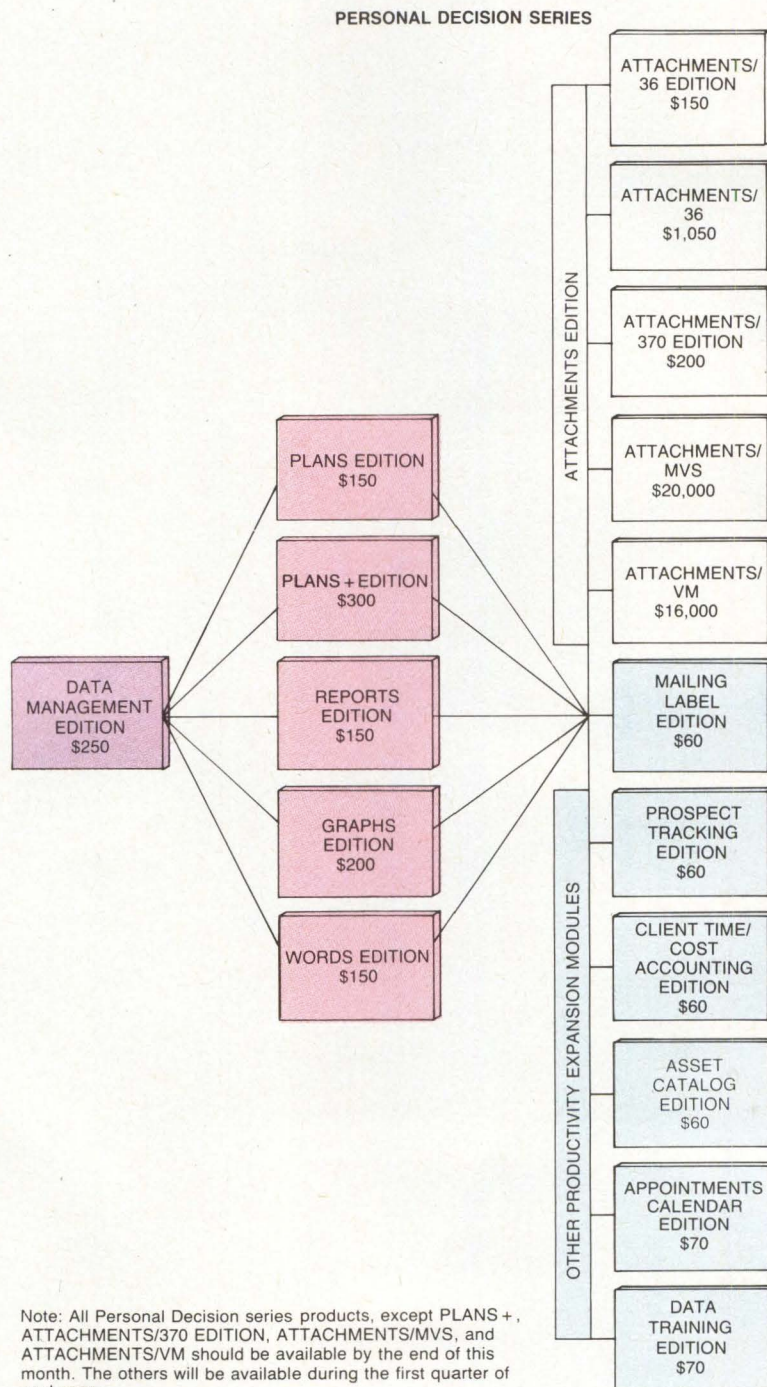 PERSONAL DECISION SERIES
ATTACHMENTS/
36 EDITION
$150
ATTACHMENTS/
36
$1,050
ATTACHMENTS/
370 EDITION
$200
ATTACHMENTS/
MVS
$20,000
ATTACHMENTS/
VM
$16,000
ATTACHMENTS EDITION
PLANS EDITION
$150
PLANS + EDITION
$300
REPORTS
EDITION
$150
GRAPHS
EDITION
$200
WORDS EDITION
$150
DATA
MANAGEMENT
EDITION
$250
MAILING
LABEL
EDITION
$60
OTHER PRODUCTIVITY EXPANSION MODULES
PROSPECT
TRACKING
EDITION
$60
CLIENT TIME/
COST
ACCOUNTING
EDITION
$60
ASSET
CATALOG
EDITION
$60
APPOINTMENTS
CALENDAR
EDITION
$70
DATA
TRAINING
EDITION
$70
Note: All Personal Decision series products, except PLANS +,
ATTACHMENTS/370 EDITION, ATTACHMENTS/MVS, and
ATTACHMENTS/VM should be available by the end of this
month. The others will be available during the first quarter of